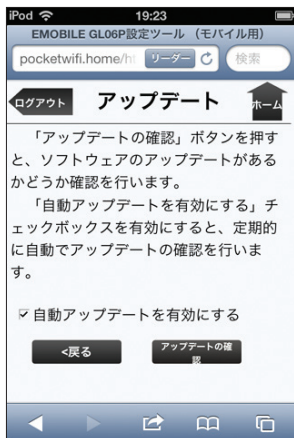 iPod 19:23
EMOBILE GL06P設定ツール （モバイル用）
pocketwifi.home/ht リーダー 検索
ログアウト アップデート ホーム
「アップデートの確認」ボタンを押す
と、ソフトウェアのアップデートがある
かどうか確認を行います。
「自動アップデートを有効にする」チ
ェックボックスを有効にすると、定期的
に自動でアップデートの確認を行いま
す。
自動アップデートを有効にする
<戻る アップデートの確
認